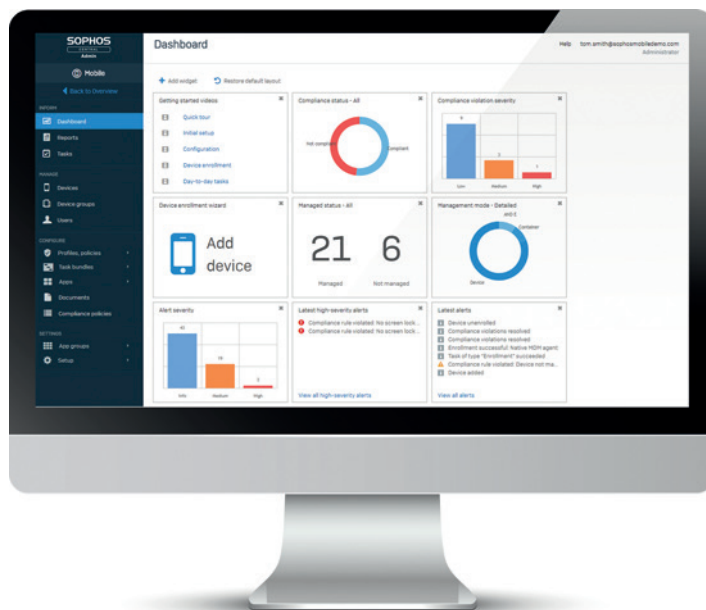 SOPHOS
CENTRAL
Admin
Mobile
Back to Overview
INFORM
Dashboard
Reports
Tasks
MANAGE
Devices
Device groups
Users
CONFIGURE
Profiles, policies
Task bundles
Apps
Documents
Compliance policies
SETTINGS
App groups
Setup
Dashboard
Help tom.smith@sophosmobiledemo.com
Administrator
Add widget Restore default layout
Getting started videos
Quick tour
Initial setup
Configuration
Device enrollment
Day-to-day tasks
Compliance status - All
Not compliant
Compliant
Compliance violation severity
Low Medium High
Device enrollment wizard
Add
device
Managed status - All
21 6
Managed Not managed
Management mode - Detailed
Container
Device
Alert severity
Info Medium High
Latest high-severity alerts
Compliance rule violated: No screen lock...
Compliance rule violated: No screen lock...
View all high-severity alerts
Latest alerts
Device unenrolled
Compliance violations resolved
Compliance violations resolved
Enrollment successful: Native MDM agent
Task of type "Enrollment" succeeded
Compliance rule violated: Device not ma...
Device added
View all alerts